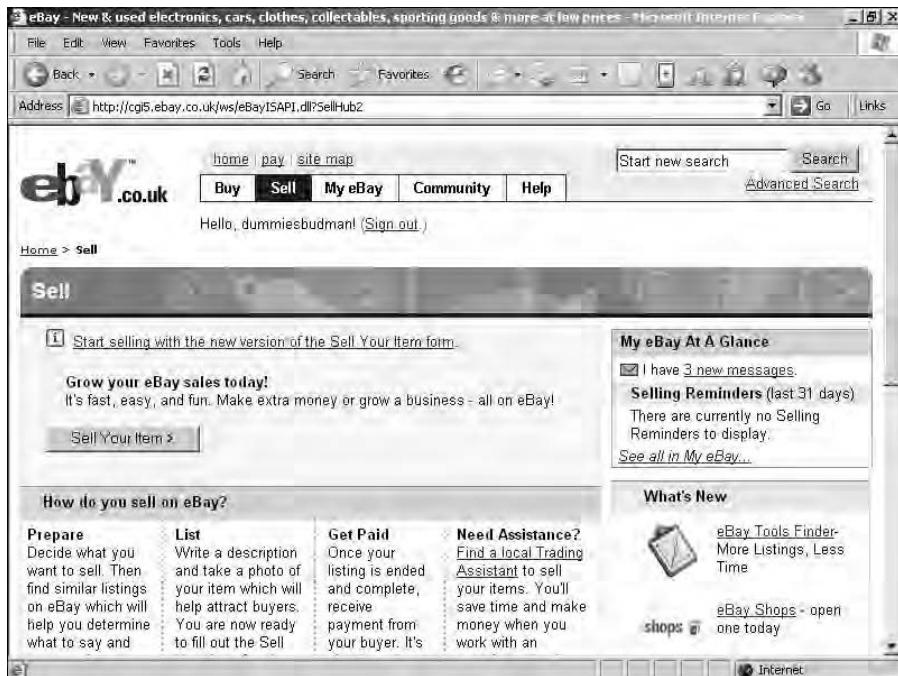 eBay - New & used electronics, cars, clothes, collectables, sporting goods & more at low prices - Microsoft Internet Explorer
File Edit View Favorites Tools Help
Back Search Favorites
Address http://cgi5.ebay.co.uk/ws/eBayISAPI.dll?SellHub2 Go Links
home | pay | site map
Start new search Search
ebY™.co.uk
Buy Sell My eBay Community Help
Advanced Search
Hello, dummiesbudman! (Sign out.)
Home > Sell
Sell
Start selling with the new version of the Sell Your Item form.
Grow your eBay sales today!
It's fast, easy, and fun. Make extra money or grow a business - all on eBay!
Sell Your Item >
My eBay At A Glance
I have 3 new messages.
Selling Reminders (last 31 days)
There are currently no Selling
Reminders to display.
See all in My eBay...
How do you sell on eBay?
Prepare
Decide what you
want to sell. Then
find similar listings
on eBay which will
help you determine
what to say and
List
Write a description
and take a photo of
your item which will
help attract buyers.
You are now ready
to fill out the Sell
Get Paid
Once your
listing is ended
and complete,
receive
payment from
your buyer. It's
Need Assistance?
Find a local Trading
Assistant to sell
your items. You'll
save time and make
money when you
work with an
What's New
eBay Tools Finder-
More Listings, Less
Time
shops
eBay Shops - open
one today
Internet